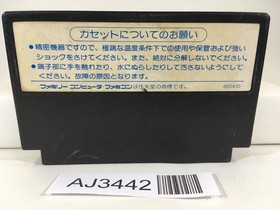 カセットについてのお願い
●精密機器ですので、極端な温度条件下での使用や保管および強い
ショックをさけてください。また、絶対に分解しないでください。
●端子部に手を触れたり、水にぬらしたりして汚さないようにして
ください。故障の原因となります。
ファミリーコンピュータ・ファミコンは任天堂の商標です。
AJ3442